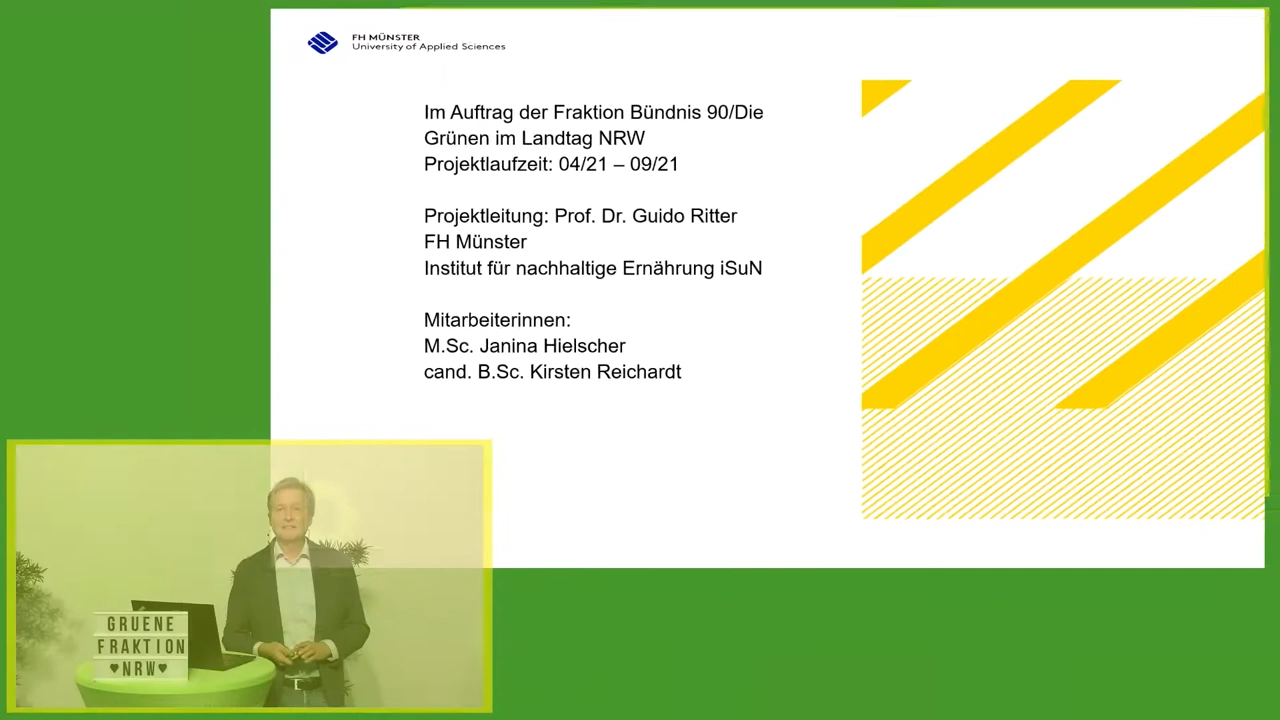 FH MÜNSTER
University of Applied Sciences
Im Auftrag der Fraktion Bündnis 90/Die
Grünen im Landtag NRW
Projektlaufzeit: 04/21 – 09/21
Projektleitung: Prof. Dr. Guido Ritter
FH Münster
Institut für nachhaltige Ernährung iSuN
Mitarbeiterinnen:
M.Sc. Janina Hielscher
cand. B.Sc. Kirsten Reichardt
GRUENE
FRAKTION
♥NRW♥